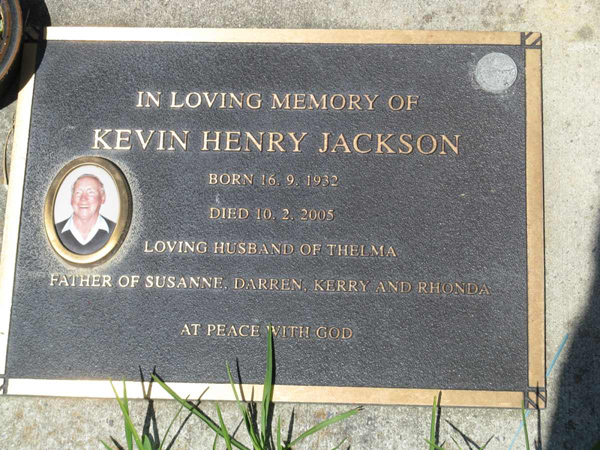 IN LOVING MEMORY OF
KEVIN HENRY JACKSON
BORN 16. 9. 1932
DIED 10. 2. 2005
LOVING HUSBAND OF THELMA
FATHER OF SUSANNE, DARREN, KERRY AND RHONDA
AT PEACE WITH GOD